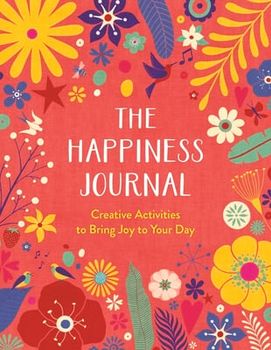 THE
HAPPINESS
JOURNAL
Creative Activities
to Bring Joy to Your Day